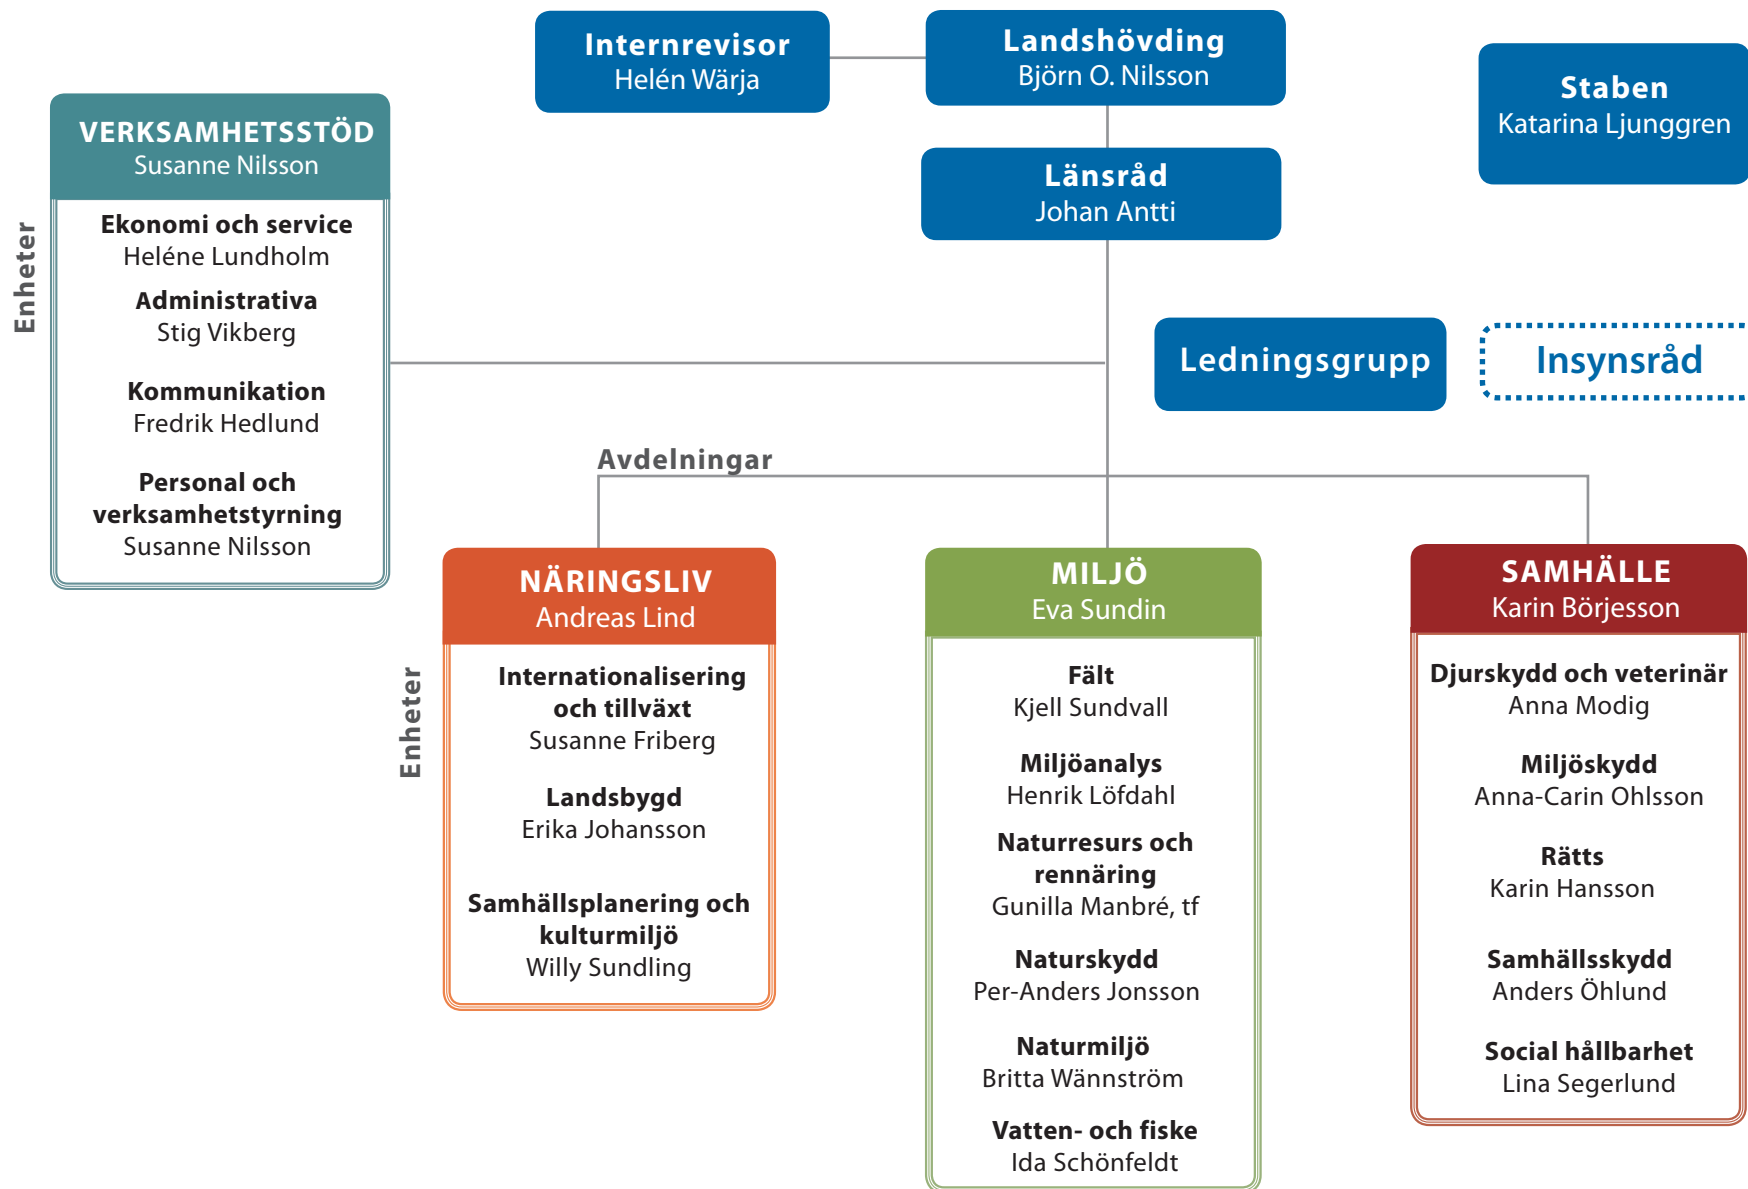 Internrevisor
Helén Wärja
Landshövding
Björn O. Nilsson
Staben
Katarina Ljunggren
Länsråd
Johan Antti
VERKSAMHETSSTÖD
Susanne Nilsson
Enheter
Ekonomi och service
Heléne Lundholm
Administrativa
Stig Vikberg
Kommunikation
Fredrik Hedlund
Personal och
verksamhetstyrning
Susanne Nilsson
Ledningsgrupp
Insynsråd
Avdelningar
NÄRINGSLIV
Andreas Lind
Enheter
Internationalisering
och tillväxt
Susanne Friberg
Landsbygd
Erika Johansson
Samhällsplanering och
kulturmiljö
Willy Sundling
MILJÖ
Eva Sundin
Fält
Kjell Sundvall
Miljöanalys
Henrik Löfdahl
Naturresurs och
rennäring
Gunilla Manbré, tf
Naturskydd
Per-Anders Jonsson
Naturmiljö
Britta Wännström
Vatten- och fiske
Ida Schönfeldt
SAMHÄLLE
Karin Börjesson
Djurskydd och veterinär
Anna Modig
Miljöskydd
Anna-Carin Ohlsson
Rätts
Karin Hansson
Samhällsskydd
Anders Öhlund
Social hållbarhet
Lina Segerlund